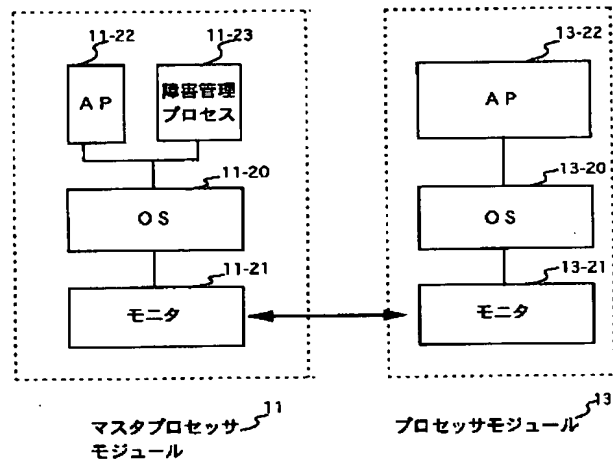 11-22
11-23
AP
障害管理
プロセス
11-20
OS
11-21
モニタ
マスタプロセッサ
モジュール
11
13-22
AP
13-20
OS
13-21
モニタ
プロセッサモジュール
13